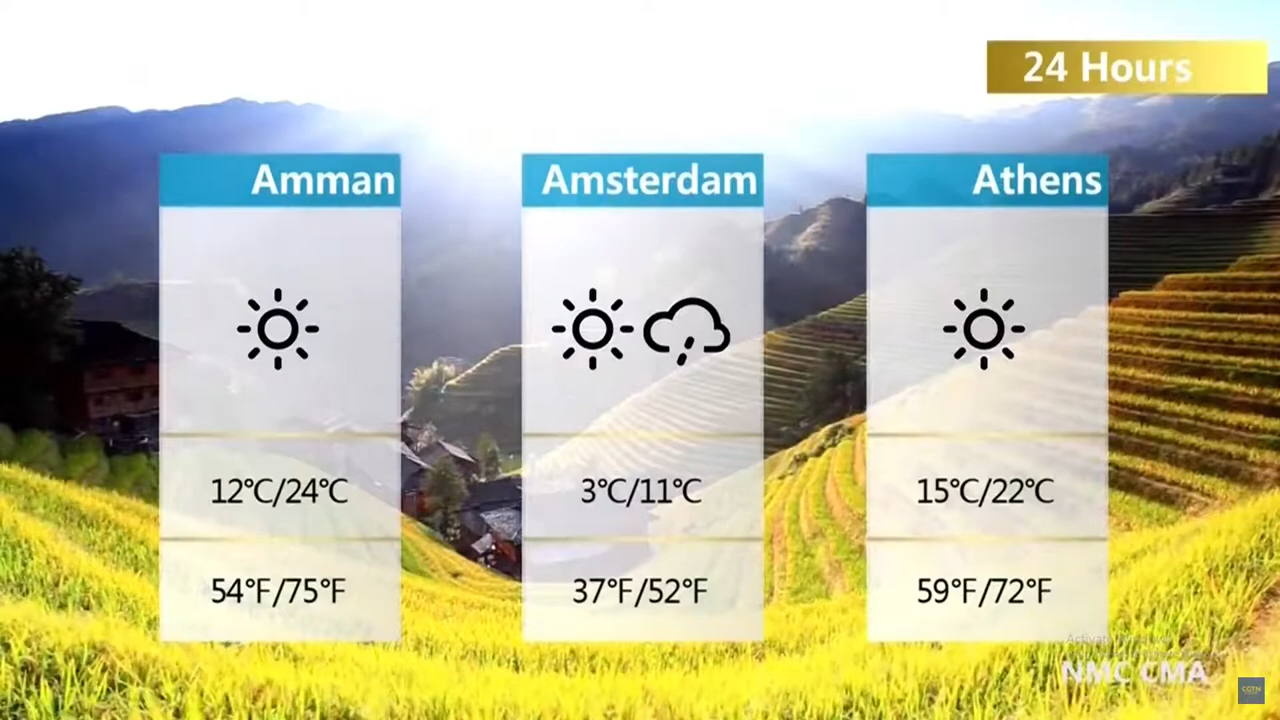 24 Hours
Amman
Amsterdam
Athens
12℃/24℃
3℃/11℃
15℃/22℃
54℉/75℉
37℉/52℉
59℉/72℉
NMC CMA
CGTN